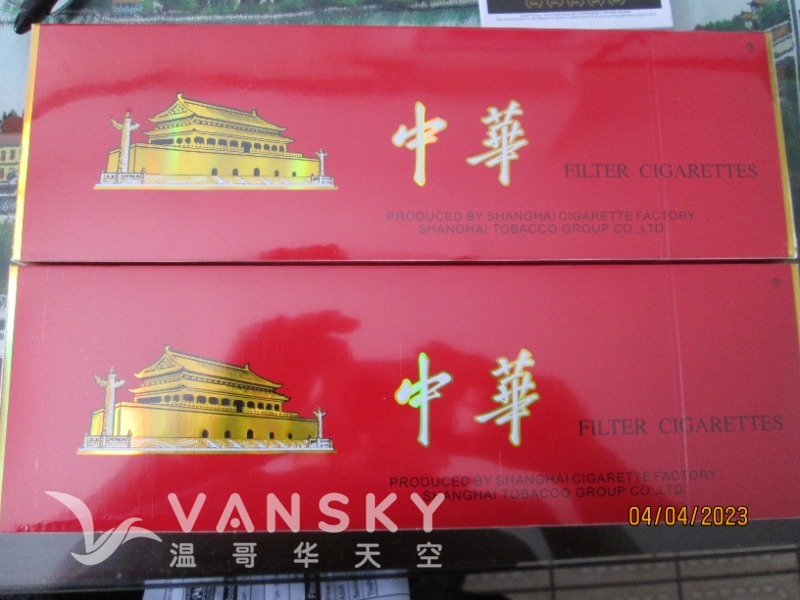 ®
中華
FILTER CIGARETTES
PRODUCED BY SHANGHAI CIGARETTE FACTORY
SHANGHAI TOBACCO GROUP CO.,LTD.
®
中華
FILTER CIGARETTES
PRODUCED BY SHANGHAI CIGARETTE FACTORY
SHANGHAI TOBACCO GROUP CO.,LTD.
VANSKY
04/04/2023
温哥华天空